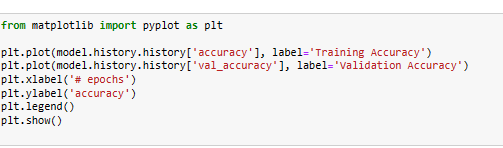 from matplotlib import pyplot as plt
plt.plot(model.history.history['accuracy'], label='Training Accuracy')
plt.plot(model.history.history['val_accuracy'], label='Validation Accuracy')
plt.xlabel('# epochs')
plt.ylabel('accuracy')
plt.legend()
plt.show()